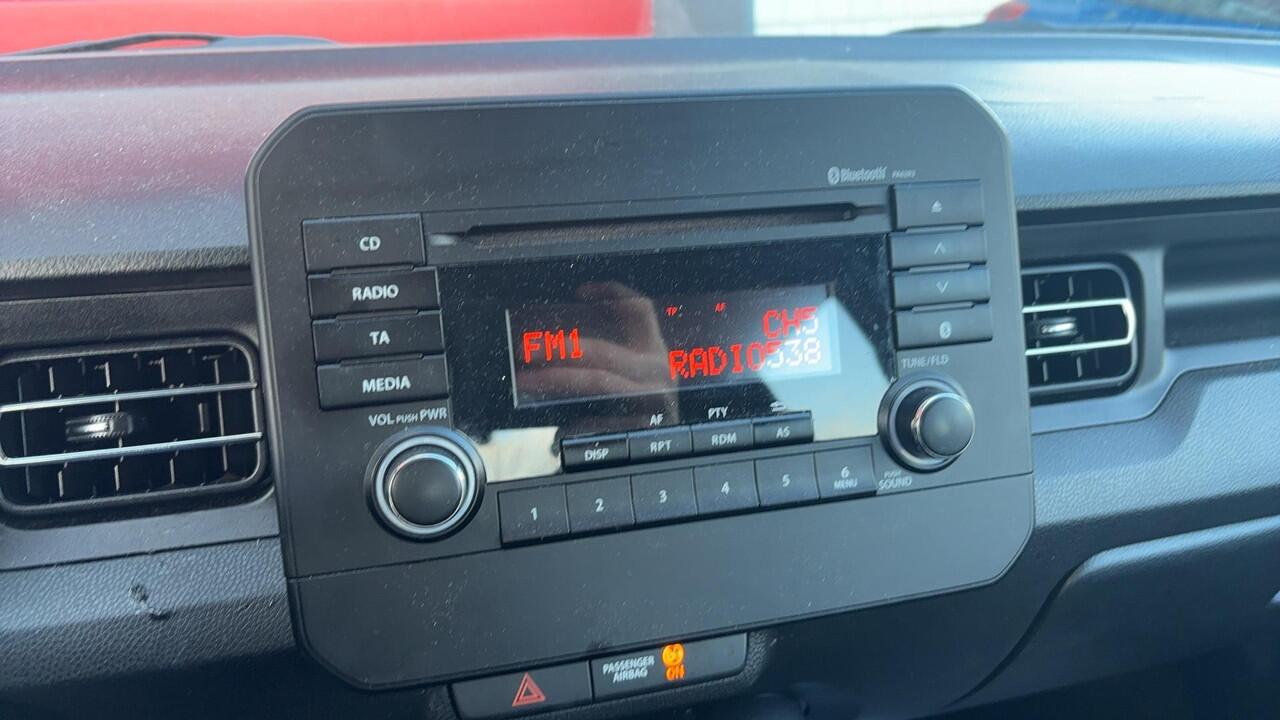 Bluetooth
CD
RADIO
TA
MEDIA
VOL PUSH PWR
TP AF
FM1 CH5
RADIO538
TUNE/FLD
AF PTY
DISP RPT RDM AS
1 2 3 4 5 6
MENU
PUSH
SOUND
PASSENGER
AIRBAG ON